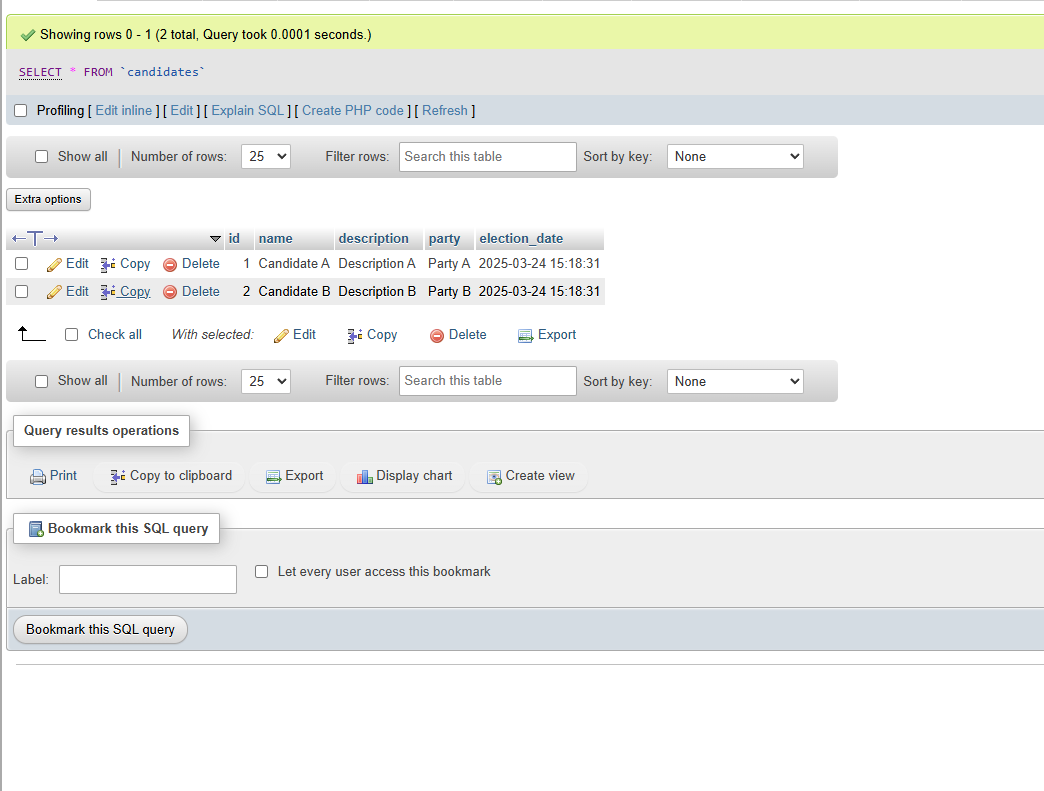 Showing rows 0 - 1 (2 total, Query took 0.0001 seconds.)
SELECT * FROM `candidates`
Profiling [ Edit inline ] [ Edit ] [ Explain SQL ] [ Create PHP code ] [ Refresh ]
Show all | Number of rows: 25 Filter rows: Search this table Sort by key: None
Extra options
←T→ id name description party election_date
Edit Copy Delete 1 Candidate A Description A Party A 2025-03-24 15:18:31
Edit Copy Delete 2 Candidate B Description B Party B 2025-03-24 15:18:31
Check all With selected: Edit Copy Delete Export
Show all | Number of rows: 25 Filter rows: Search this table Sort by key: None
Query results operations
Print Copy to clipboard Export Display chart Create view
Bookmark this SQL query
Label: Let every user access this bookmark
Bookmark this SQL query